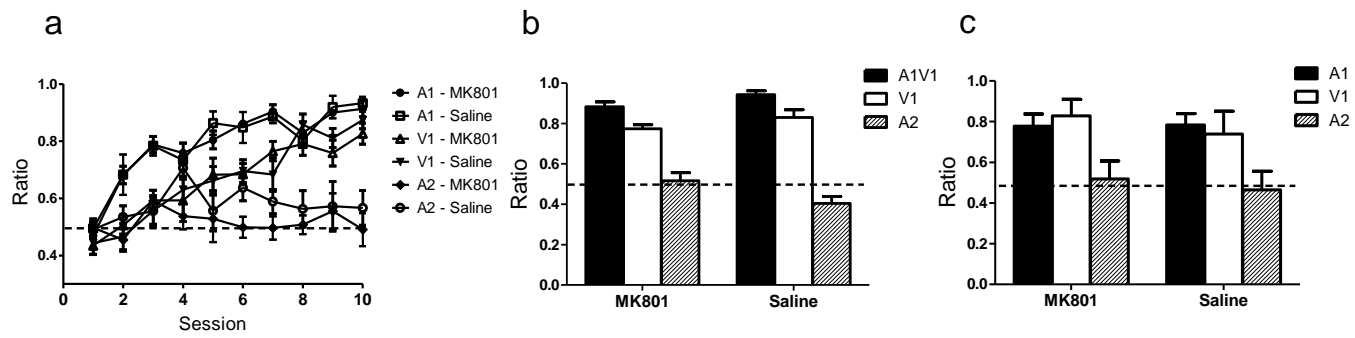 a
Ratio
1.0
0.8
0.6
0.4
0
2
4
6
8
10
Session
A1 - MK801
A1 - Saline
V1 - MK801
V1 - Saline
A2 - MK801
A2 - Saline
b
Ratio
1.0
0.8
0.6
0.4
0.2
0.0
MK801
Saline
A1V1
V1
A2
c
Ratio
1.0
0.8
0.6
0.4
0.2
0.0
MK801
Saline
A1
V1
A2